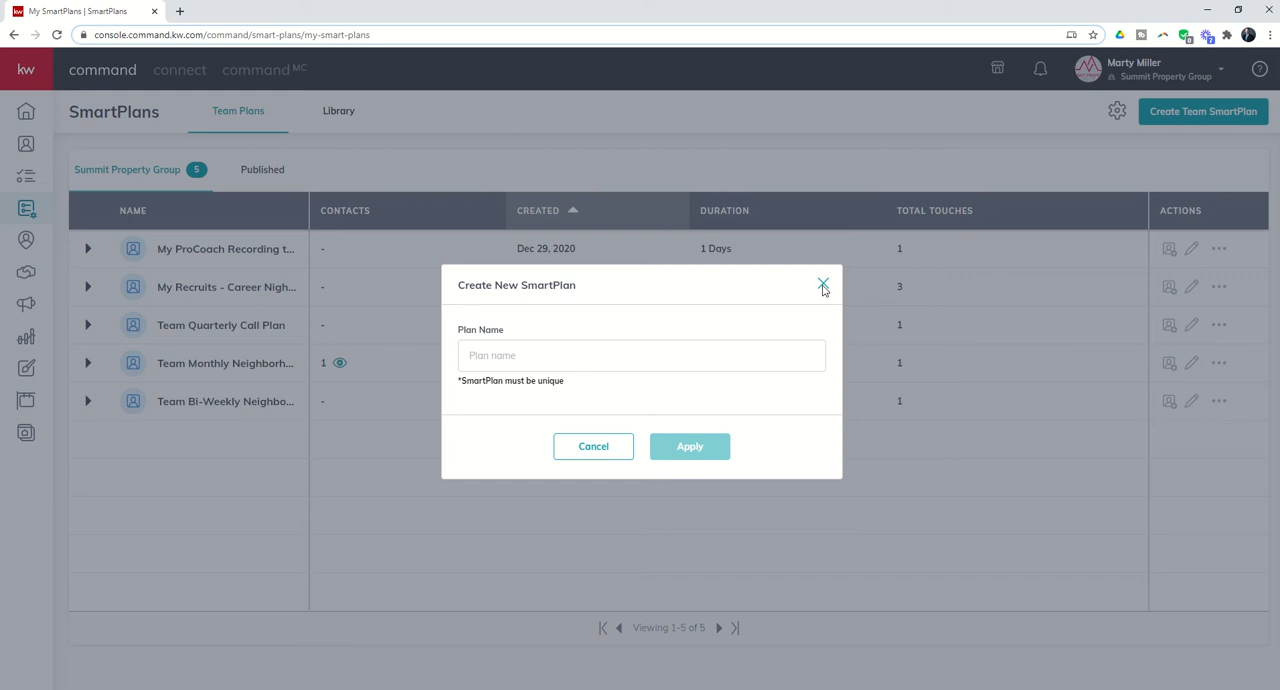 kw My SmartPlans | SmartPlans
console.command.kw.com/command/smart-plans/my-smart-plans
kw command connect command MC Marty Miller
Summit Property Group
SmartPlans Team Plans Library Create Team SmartPlan
Summit Property Group 5 Published
NAME CONTACTS CREATED DURATION TOTAL TOUCHES ACTIONS
My ProCoach Recording t... - Dec 29, 2020 1 Days 1
My Recruits - Career Nigh... - 3
Team Quarterly Call Plan - 1
Team Monthly Neighborh... 1 1
Team Bi-Weekly Neighbo... - 1
Create New SmartPlan
Plan Name
Plan name
*SmartPlan must be unique
Cancel Apply
Viewing 1-5 of 5